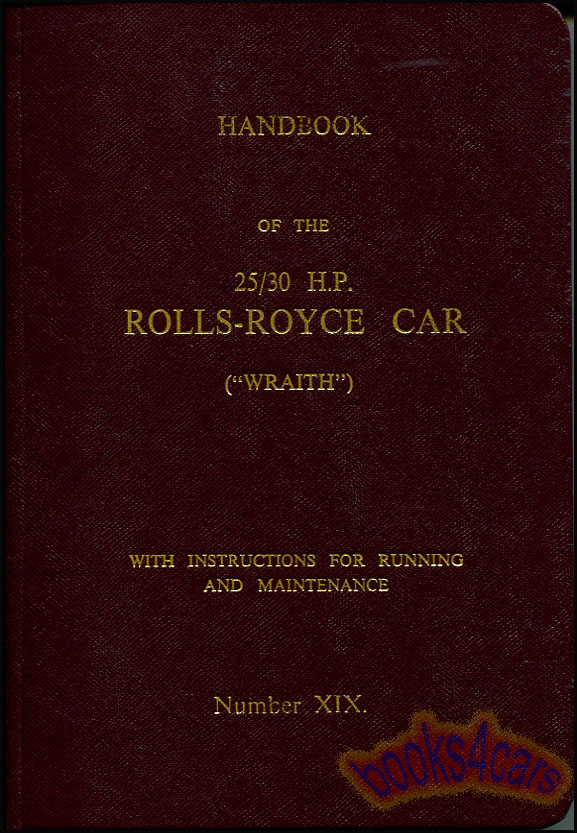 HANDBOOK
OF THE
25/30 H.P.
ROLLS-ROYCE CAR
("WRAITH")
WITH INSTRUCTIONS FOR RUNNING
AND MAINTENANCE
Number XIX.
books4cars